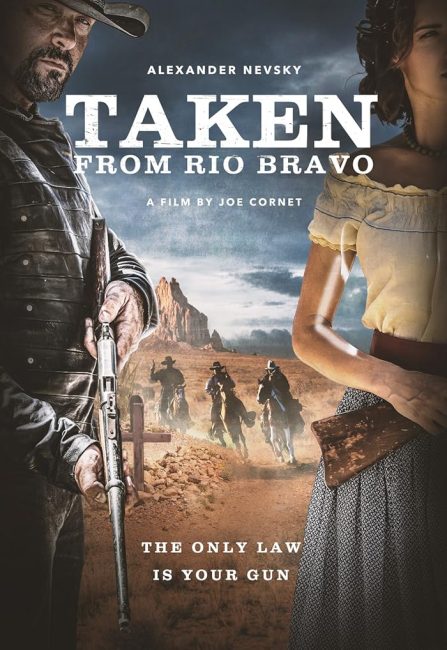 ALEXANDER NEVSKY
TAKEN
FROM RIO BRAVO
A FILM BY JOE CORNET
THE ONLY LAW
IS YOUR GUN